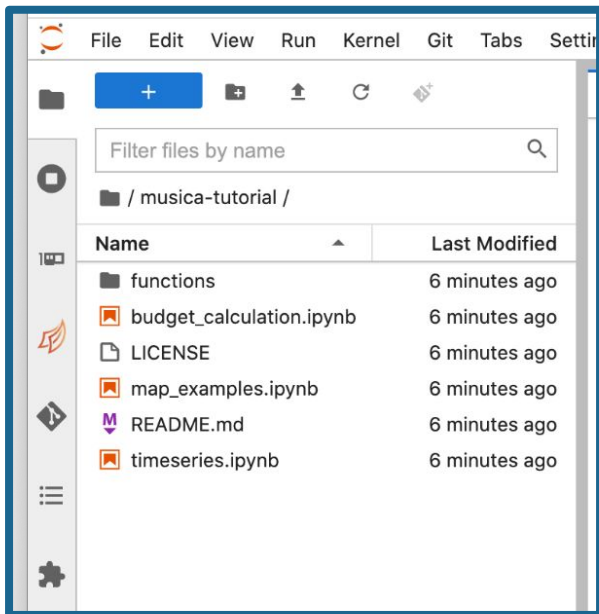 File Edit View Run Kernel Git Tabs
Filter files by name
/ musica-tutorial /
Name Last Modified
functions 6 minutes ago
budget_calculation.ipynb 6 minutes ago
LICENSE 6 minutes ago
map_examples.ipynb 6 minutes ago
README.md 6 minutes ago
timeseries.ipynb 6 minutes ago